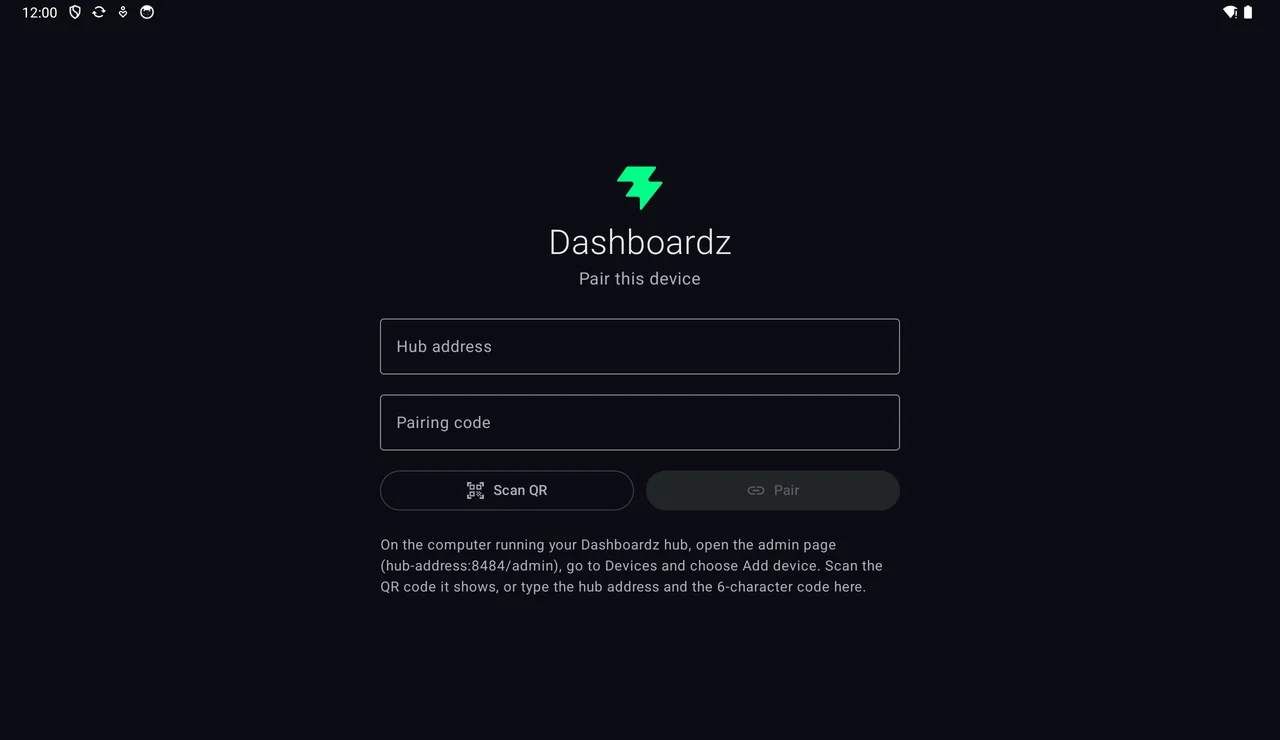 12:00
Dashboardz
Pair this device
Hub address
Pairing code
Scan QR
Pair
On the computer running your Dashboardz hub, open the admin page
(hub-address:8484/admin), go to Devices and choose Add device. Scan the
QR code it shows, or type the hub address and the 6-character code here.